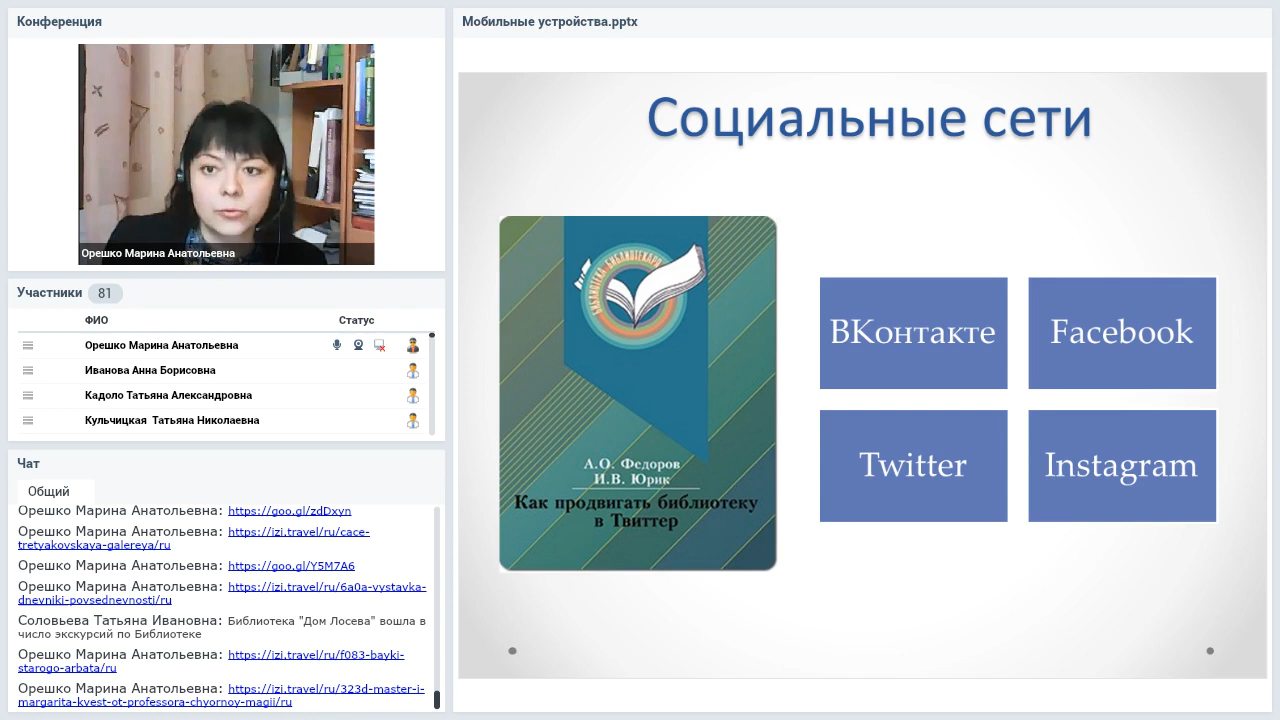 Конференция
Орешко Марина Анатольевна
Участники 81
ФИО Статус
Орешко Марина Анатольевна
Иванова Анна Борисовна
Кадоло Татьяна Александровна
Кульчицкая Татьяна Николаевна
Чат
Общий
Орешко Марина Анатольевна: https://goo.gl/zdDxyn
Орешко Марина Анатольевна: https://izi.travel/ru/cace-
tretyakovskaya-galereya/ru
Орешко Марина Анатольевна: https://goo.gl/Y5M7A6
Орешко Марина Анатольевна: https://izi.travel/ru/6a0a-vystavka-
dnevniki-povsednevnosti/ru
Соловьева Татьяна Ивановна: Библиотека "Дом Лосева" вошла в
число экскурсий по Библиотеке
Орешко Марина Анатольевна: https://izi.travel/ru/f083-bayki-
starogo-arbata/ru
Орешко Марина Анатольевна: https://izi.travel/ru/323d-master-i-
margarita-kvest-ot-professora-chyornoy-magii/ru
Мобильные устройства.pptx
Социальные сети
БИБЛИОТЕКА БИБЛИОТЕКАРЯ
А.О. Федоров
И.В. Юрик
Как продвигать библиотеку
в Твиттер
ВКонтакте Facebook
Twitter Instagram